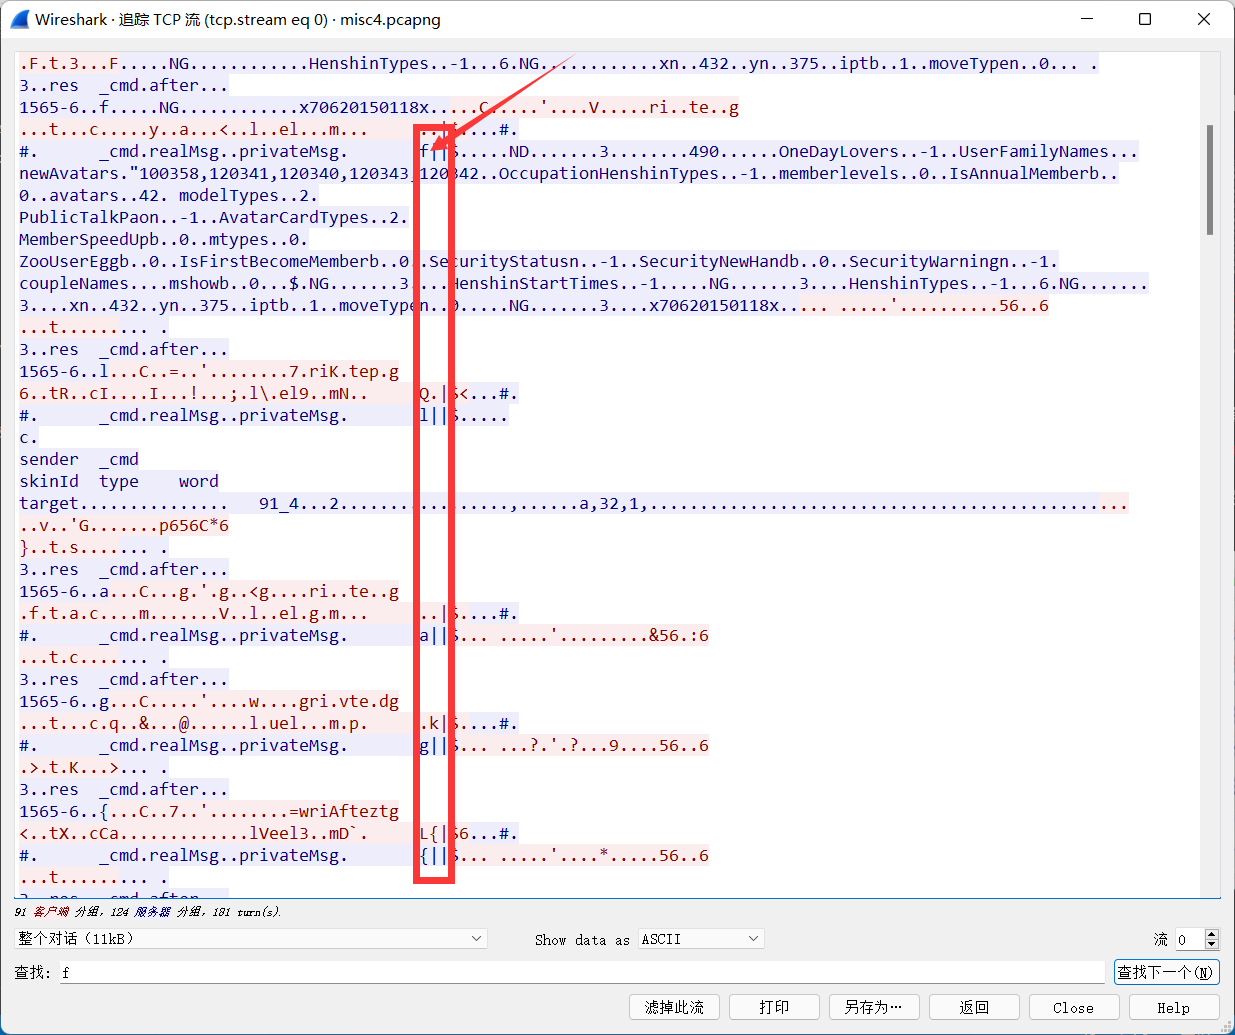 Wireshark · 追踪 TCP 流 (tcp.stream eq 0) · misc4.pcapng
.F.t.3...F.....NG............HenshinTypes..-1...6.NG............xn..432..yn..375..iptb..1..moveTypen..0... .
3..res  _cmd.after...
1565-6..f.....NG............x70620150118x.....C.....'....V.....ri..te..g
...t...c.....y..a...<..l..el...m...     ..|S....#.
#.      _cmd.realMsg..privateMsg.       f||S.....ND.......3........490......OneDayLovers..-1..UserFamilyNames...
newAvatars."100358,120341,120340,120343,120342..OccupationHenshinTypes..-1..memberlevels..0..IsAnnualMemberb..
0..avatars..42. modelTypes..2.
PublicTalkPaon..-1..AvatarCardTypes..2.
MemberSpeedUpb..0..mtypes..0.
ZooUserEggb..0..IsFirstBecomeMemberb..0..SecurityStatusn..-1..SecurityNewHandb..0..SecurityWarningn..-1.
coupleNames....mshowb..0...$.NG.......3....HenshinStartTimes..-1.....NG.......3....HenshinTypes..-1...6.NG.......
3....xn..432..yn..375..iptb..1..moveTypen..0.....NG.......3....x70620150118x..... .....'..........56..6
...t......... .
3..res  _cmd.after...
1565-6..l...C..=..'........7.riK.tep.g
6..tR..cI....I...!...;.l\.el9..mN..     Q.|S<...#.
#.      _cmd.realMsg..privateMsg.       l||S.....
c.
sender  _cmd
skinId  type    word
target...............   91_4...2.................,......a,32,1,................................................
..v..'G.......p656C*6
}..t.s....... .
3..res  _cmd.after...
1565-6..a...C...g.'.g..<g....ri..te..g
.f.t.a.c....m.......V..l..el.g.m...     ..|S....#.
#.      _cmd.realMsg..privateMsg.       a||S... .....'.........&56.:6
...t.c....... .
3..res  _cmd.after...
1565-6..g...C.....'....w....gri.vte.dg
...t...c.q..&...@......l.uel...m.p.     .k|S....#.
#.      _cmd.realMsg..privateMsg.       g||S... ...?.'.?...9....56..6
.>.t.K...>... .
3..res  _cmd.after...
1565-6..{...C..7..'........=wriAfteztg
<..tX..cCa.............lVeel3..mD`.     L{|S6...#.
#.      _cmd.realMsg..privateMsg.       {||S... .....'....*.....56..6
...t......... .
3..res  _cmd.after...
91 客户端 分组, 124 服务器 分组, 181 turn(s).
整个对话 (11kB)
Show data as
ASCII
流
0
查找:
f
查找下一个(N)
滤掉此流
打印
另存为…
返回
Close
Help